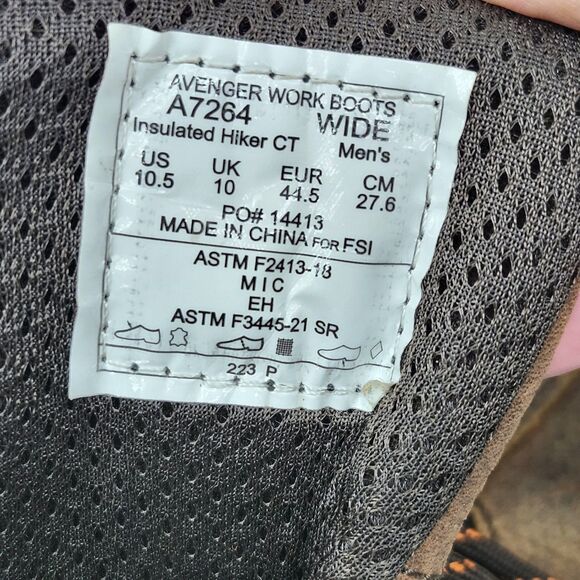 AVENGER WORK BOOTS
A7264 WIDE
Insulated Hiker CT Men's
US UK EUR CM
10.5 10 44.5 27.6
PO# 14413
MADE IN CHINA FOR FSI
ASTM F2413-18
M I C
EH
ASTM F3445-21 SR
223 P